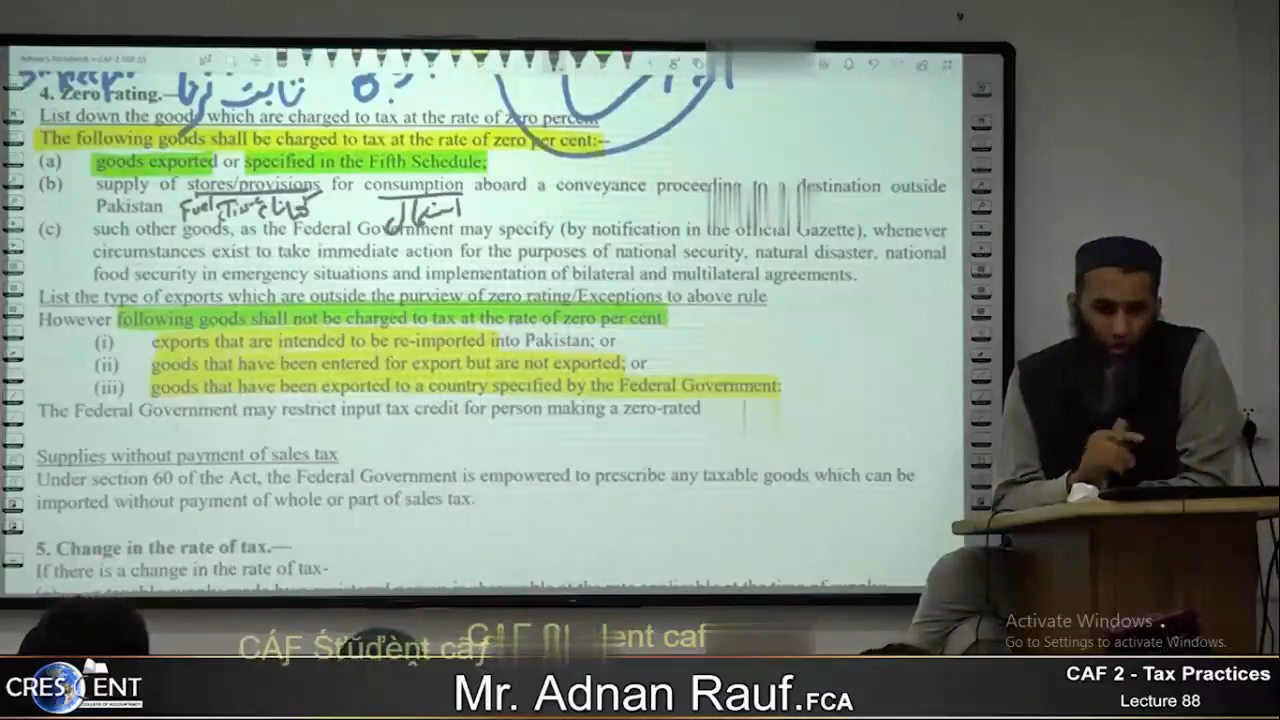 4. Zero rating.—
ثابت کرنا
List down the goods which are charged to tax at the rate of zero percent
The following goods shall be charged to tax at the rate of zero per cent:--
(a) goods exported or specified in the Fifth Schedule;
(b) supply of stores/provisions for consumption aboard a conveyance proceeding to a destination outside
Pakistan Fuel کھانا استعمال
(c) such other goods, as the Federal Government may specify (by notification in the official Gazette), whenever
circumstances exist to take immediate action for the purposes of national security, natural disaster, national
food security in emergency situations and implementation of bilateral and multilateral agreements.
List the type of exports which are outside the purview of zero rating/Exceptions to above rule
However following goods shall not be charged to tax at the rate of zero per cent
(i) exports that are intended to be re-imported into Pakistan; or
(ii) goods that have been entered for export but are not exported; or
(iii) goods that have been exported to a country specified by the Federal Government:
The Federal Government may restrict input tax credit for person making a zero-rated
Supplies without payment of sales tax
Under section 60 of the Act, the Federal Government is empowered to prescribe any taxable goods which can be
imported without payment of whole or part of sales tax.
5. Change in the rate of tax.—
If there is a change in the rate of tax-
Activate Windows
Go to Settings to activate Windows.
CÁƑ Śťŭďèņt caƒ
ent caf
CRESCENT
COLLEGE OF ACCOUNTANCY
Mr. Adnan Rauf.FCA
CAF 2 - Tax Practices
Lecture 88